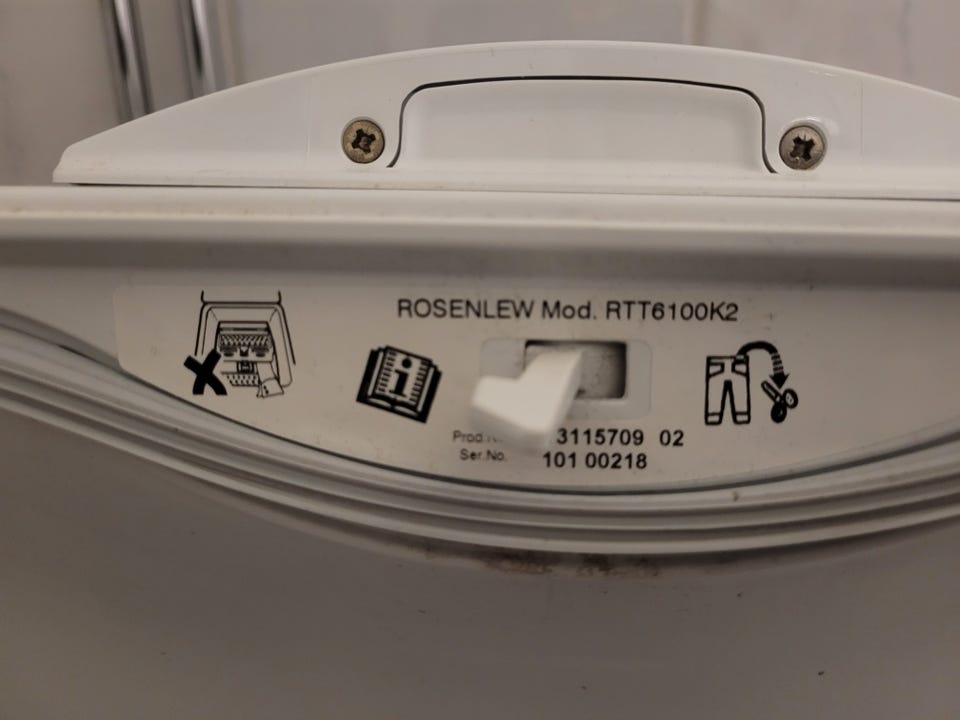 ROSENLEW Mod. RTT6100K2
Prod. 3115709 02
Ser.No. 101 00218